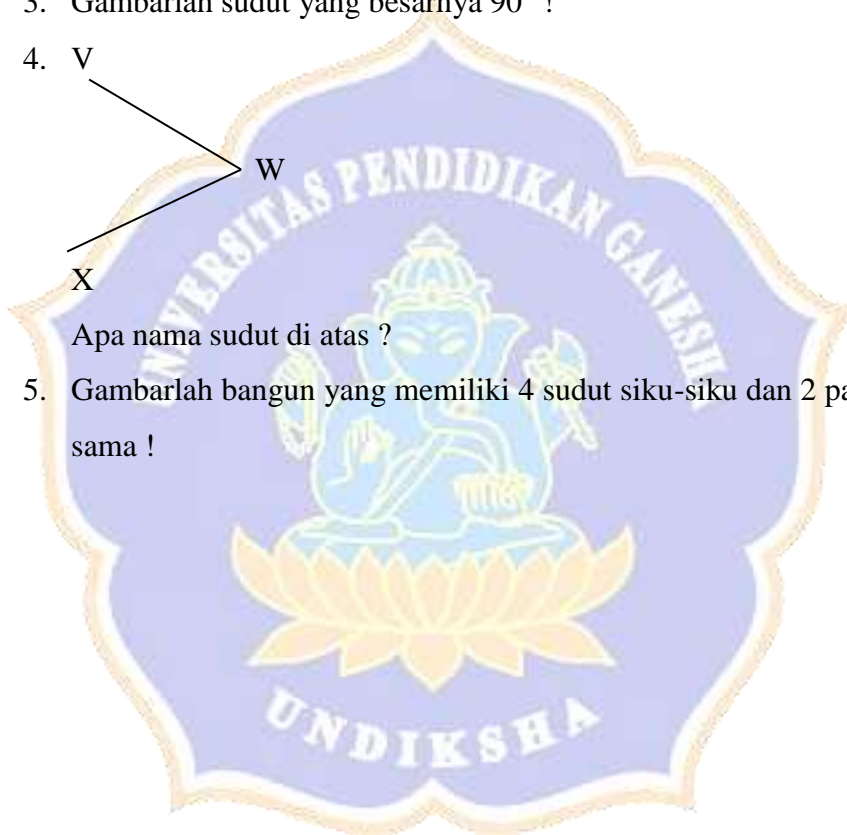 3. Gambarlah sudut yang besarnya 90 !
4. V
W
X
Apa nama sudut di atas ?
5. Gambarlah bangun yang memiliki 4 sudut siku-siku dan 2
sama !
UNIVERSITAS PENDIDIKAN GANESHA
UNDIKSHA